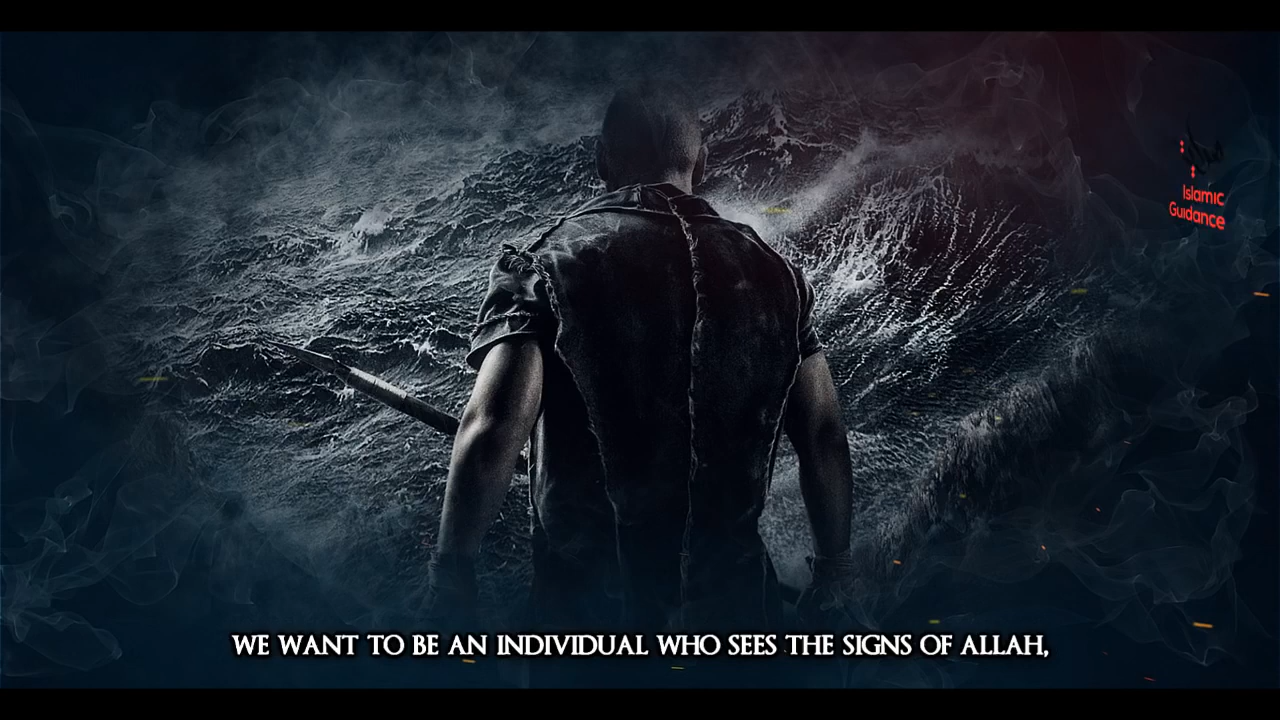 Islamic
Guidance
WE WANT TO BE AN INDIVIDUAL WHO SEES THE SIGNS OF ALLAH,